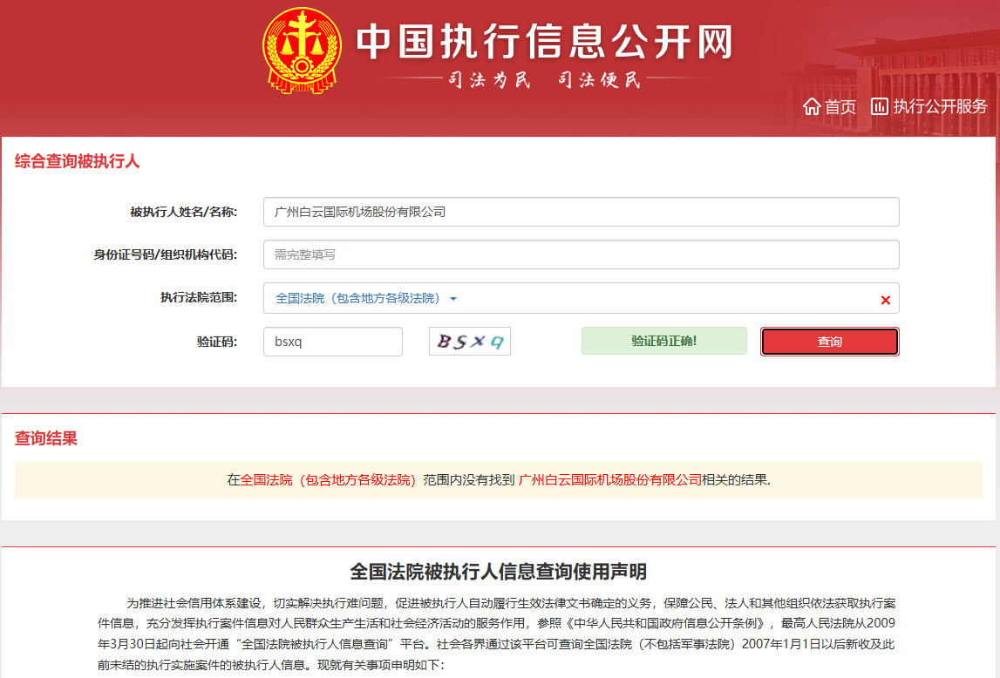 中国执行信息公开网
司法为民 司法便民
首页 执行公开服务
综合查询被执行人
被执行人姓名/名称: 广州白云国际机场股份有限公司
身份证号码/组织机构代码: 需完整填写
执行法院范围: 全国法院（包含地方各级法院）
验证码: bsxq BSXq 验证码正确! 查询
查询结果
在全国法院（包含地方各级法院）范围内没有找到 广州白云国际机场股份有限公司相关的结果.
全国法院被执行人信息查询使用声明
为推进社会信用体系建设，切实解决执行难问题，促进被执行人自动履行生效法律文书确定的义务，保障公民、法人和其他组织依法获取执行案
件信息，充分发挥执行案件信息对人民群众生产生活和社会经济活动的服务作用，参照《中华人民共和国政府信息公开条例》，最高人民法院从2009
年3月30日起向社会开通“全国法院被执行人信息查询”平台。社会各界通过该平台可查询全国法院（不包括军事法院）2007年1月1日以后新收及此
前未结的执行实施案件的被执行人信息。现就有关事项申明如下：